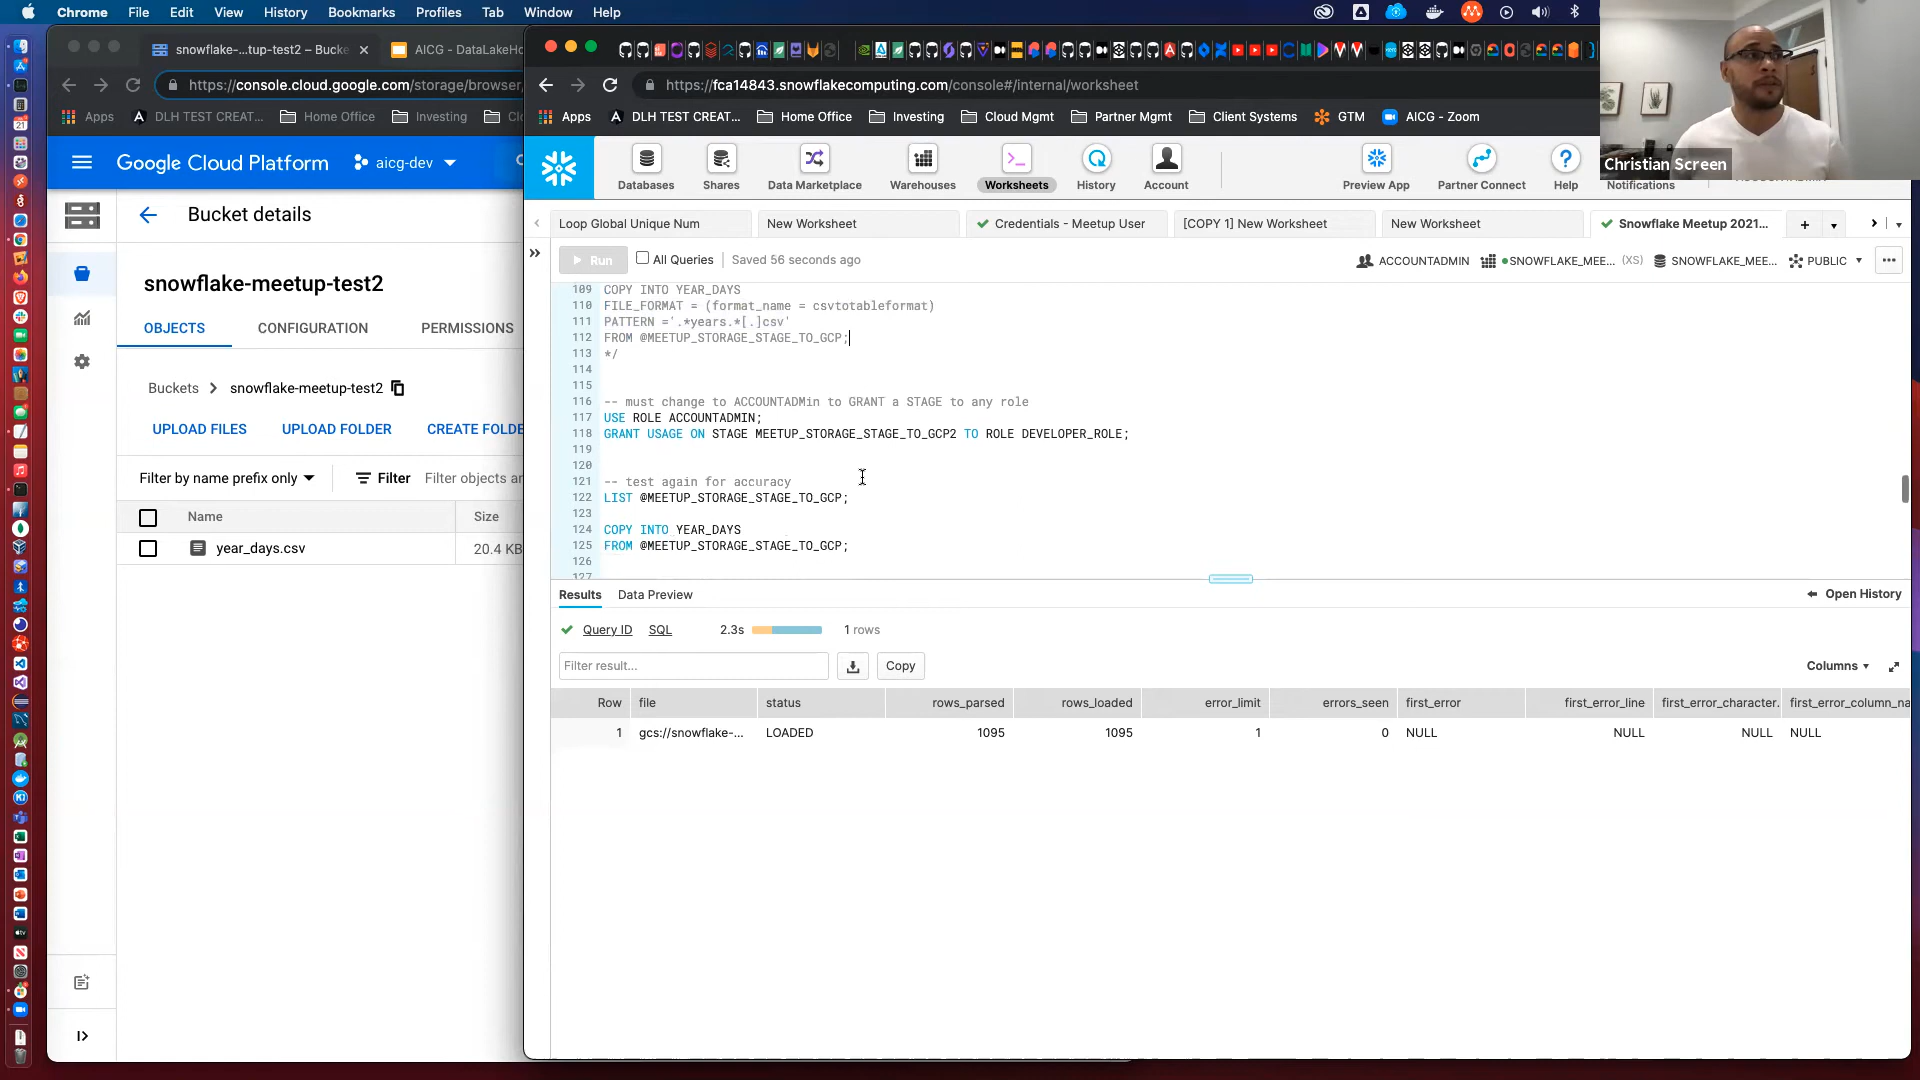 Chrome File Edit View History Bookmarks Profiles Tab Window Help
snowflake-...tup-test2 – Bucke
AICG - DataLakeHo
https://console.cloud.google.com/storage/browser/
Apps DLH TEST CREAT... Home Office Investing
Google Cloud Platform aicg-dev
Bucket details
snowflake-meetup-test2
OBJECTS CONFIGURATION PERMISSIONS
Buckets snowflake-meetup-test2
UPLOAD FILES UPLOAD FOLDER CREATE FOLDE
Filter by name prefix only Filter Filter objects an
Name Size
year_days.csv 20.4 KB
https://fca14843.snowflakecomputing.com/console#/internal/worksheet
Apps DLH TEST CREAT... Home Office Investing Cloud Mgmt Partner Mgmt Client Systems GTM AICG - Zoom
Databases Shares Data Marketplace Warehouses Worksheets History Account Preview App Partner Connect Help Notifications
Christian Screen
Loop Global Unique Num New Worksheet Credentials - Meetup User [COPY 1] New Worksheet New Worksheet Snowflake Meetup 2021...
Run All Queries Saved 56 seconds ago ACCOUNTADMIN SNOWFLAKE_MEE... (XS) SNOWFLAKE_MEE... PUBLIC
109 COPY INTO YEAR_DAYS
110 FILE_FORMAT = (format_name = csvtotableformat)
111 PATTERN ='.*years.*[.]csv'
112 FROM @MEETUP_STORAGE_STAGE_TO_GCP;
113 */
114
115
116 -- must change to ACCOUNTADMin to GRANT a STAGE to any role
117 USE ROLE ACCOUNTADMIN;
118 GRANT USAGE ON STAGE MEETUP_STORAGE_STAGE_TO_GCP2 TO ROLE DEVELOPER_ROLE;
119
120
121 -- test again for accuracy
122 LIST @MEETUP_STORAGE_STAGE_TO_GCP;
123
124 COPY INTO YEAR_DAYS
125 FROM @MEETUP_STORAGE_STAGE_TO_GCP;
126
127
Results Data Preview Open History
Query ID SQL 2.3s 1 rows
Filter result... Copy Columns
Row file status rows_parsed rows_loaded error_limit errors_seen first_error first_error_line first_error_character. first_error_column_na
1 gcs://snowflake-... LOADED 1095 1095 1 0 NULL NULL NULL NULL